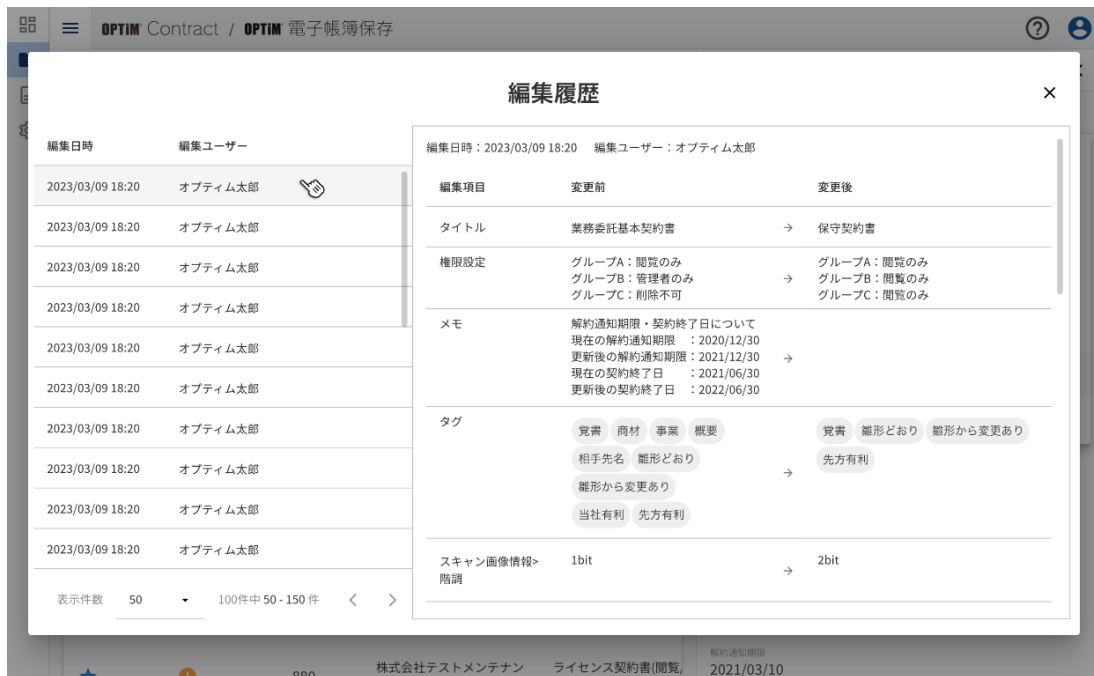 OPTiM Contract / OPTiM 電子帳簿保存
編集履歴
編集日時 編集ユーザー
2023/03/09 18:20 オプティム太郎
2023/03/09 18:20 オプティム太郎
2023/03/09 18:20 オプティム太郎
2023/03/09 18:20 オプティム太郎
2023/03/09 18:20 オプティム太郎
2023/03/09 18:20 オプティム太郎
2023/03/09 18:20 オプティム太郎
2023/03/09 18:20 オプティム太郎
2023/03/09 18:20 オプティム太郎
2023/03/09 18:20 オプティム太郎
表示件数 50 100件中 50 - 150 件
編集日時：2023/03/09 18:20 編集ユーザー：オプティム太郎
編集項目 変更前 変更後
タイトル 業務委託基本契約書 → 保守契約書
権限設定 グループA：閲覧のみ グループA：閲覧のみ
グループB：管理者のみ → グループB：閲覧のみ
グループC：削除不可 グループC：閲覧のみ
メモ 解約通知期限・契約終了日について
現在の解約通知期限 ：2020/12/30
更新後の解約通知期限：2021/12/30 →
現在の契約終了日 ：2021/06/30
更新後の契約終了日 ：2022/06/30
タグ 覚書 商材 事業 概要 覚書 雛形どおり 雛形から変更あり
相手先名 雛形どおり 先方有利
→
雛形から変更あり
当社有利 先方有利
スキャン画像情報> 1bit → 2bit
階調
株式会社テストメンテナン ライセンス契約書(閲覧/
解約通知期限
2021/03/10